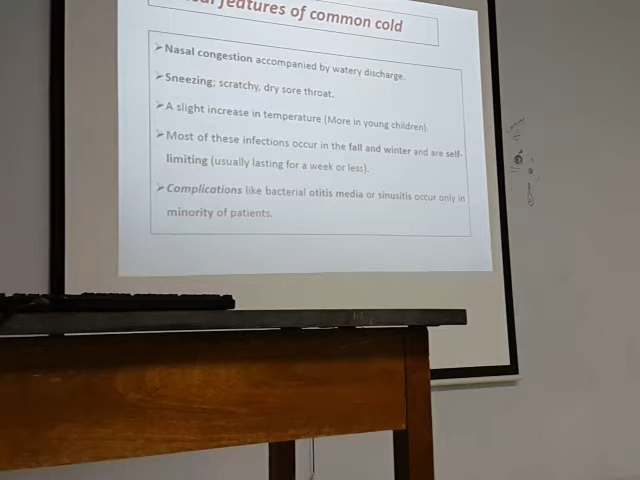 features of common cold
➢Nasal congestion accompanied by watery discharge.
➢Sneezing; scratchy, dry sore throat.
➢A slight increase in temperature (More in young children).
➢Most of these infections occur in the fall and winter and are self-
limiting (usually lasting for a week or less).
➢Complications like bacterial otitis media or sinusitis occur only in
minority of patients.